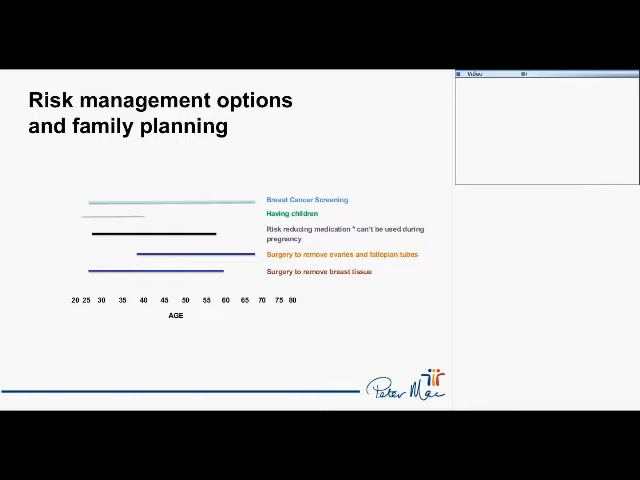 Video
Risk management options
and family planning
Breast Cancer Screening
Having children
Risk reducing medication * can't be used during
pregnancy
Surgery to remove ovaries and fallopian tubes
Surgery to remove breast tissue
20 25 30 35 40 45 50 55 60 65 70 75 80
AGE
Peter Mac